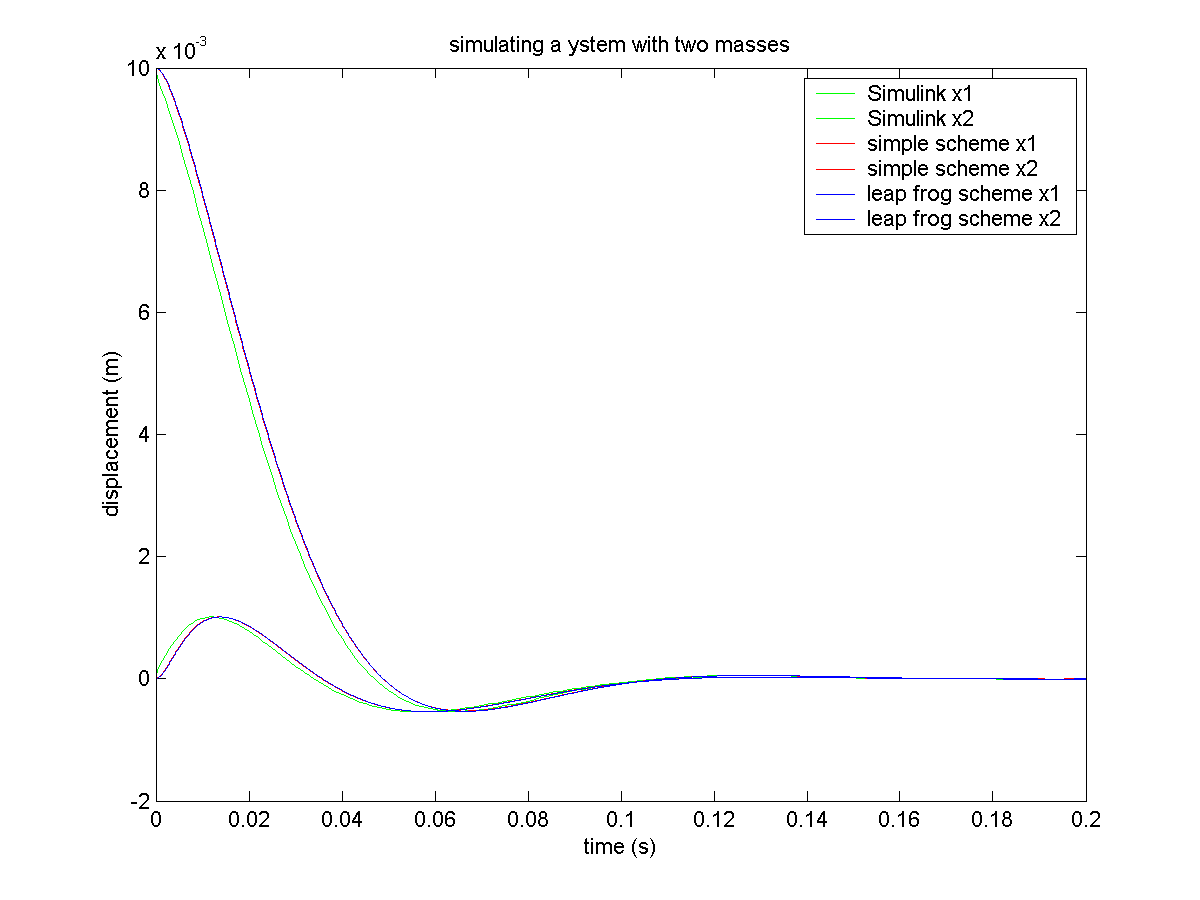 simulating a ystem with two masses
x 10-3
10
8
6
4
2
0
-2
displacement (m)
Simulink x1
Simulink x2
simple scheme x1
simple scheme x2
leap frog scheme x1
leap frog scheme x2
0 0.02 0.04 0.06 0.08 0.1 0.12 0.14 0.16 0.18 0.2
time (s)